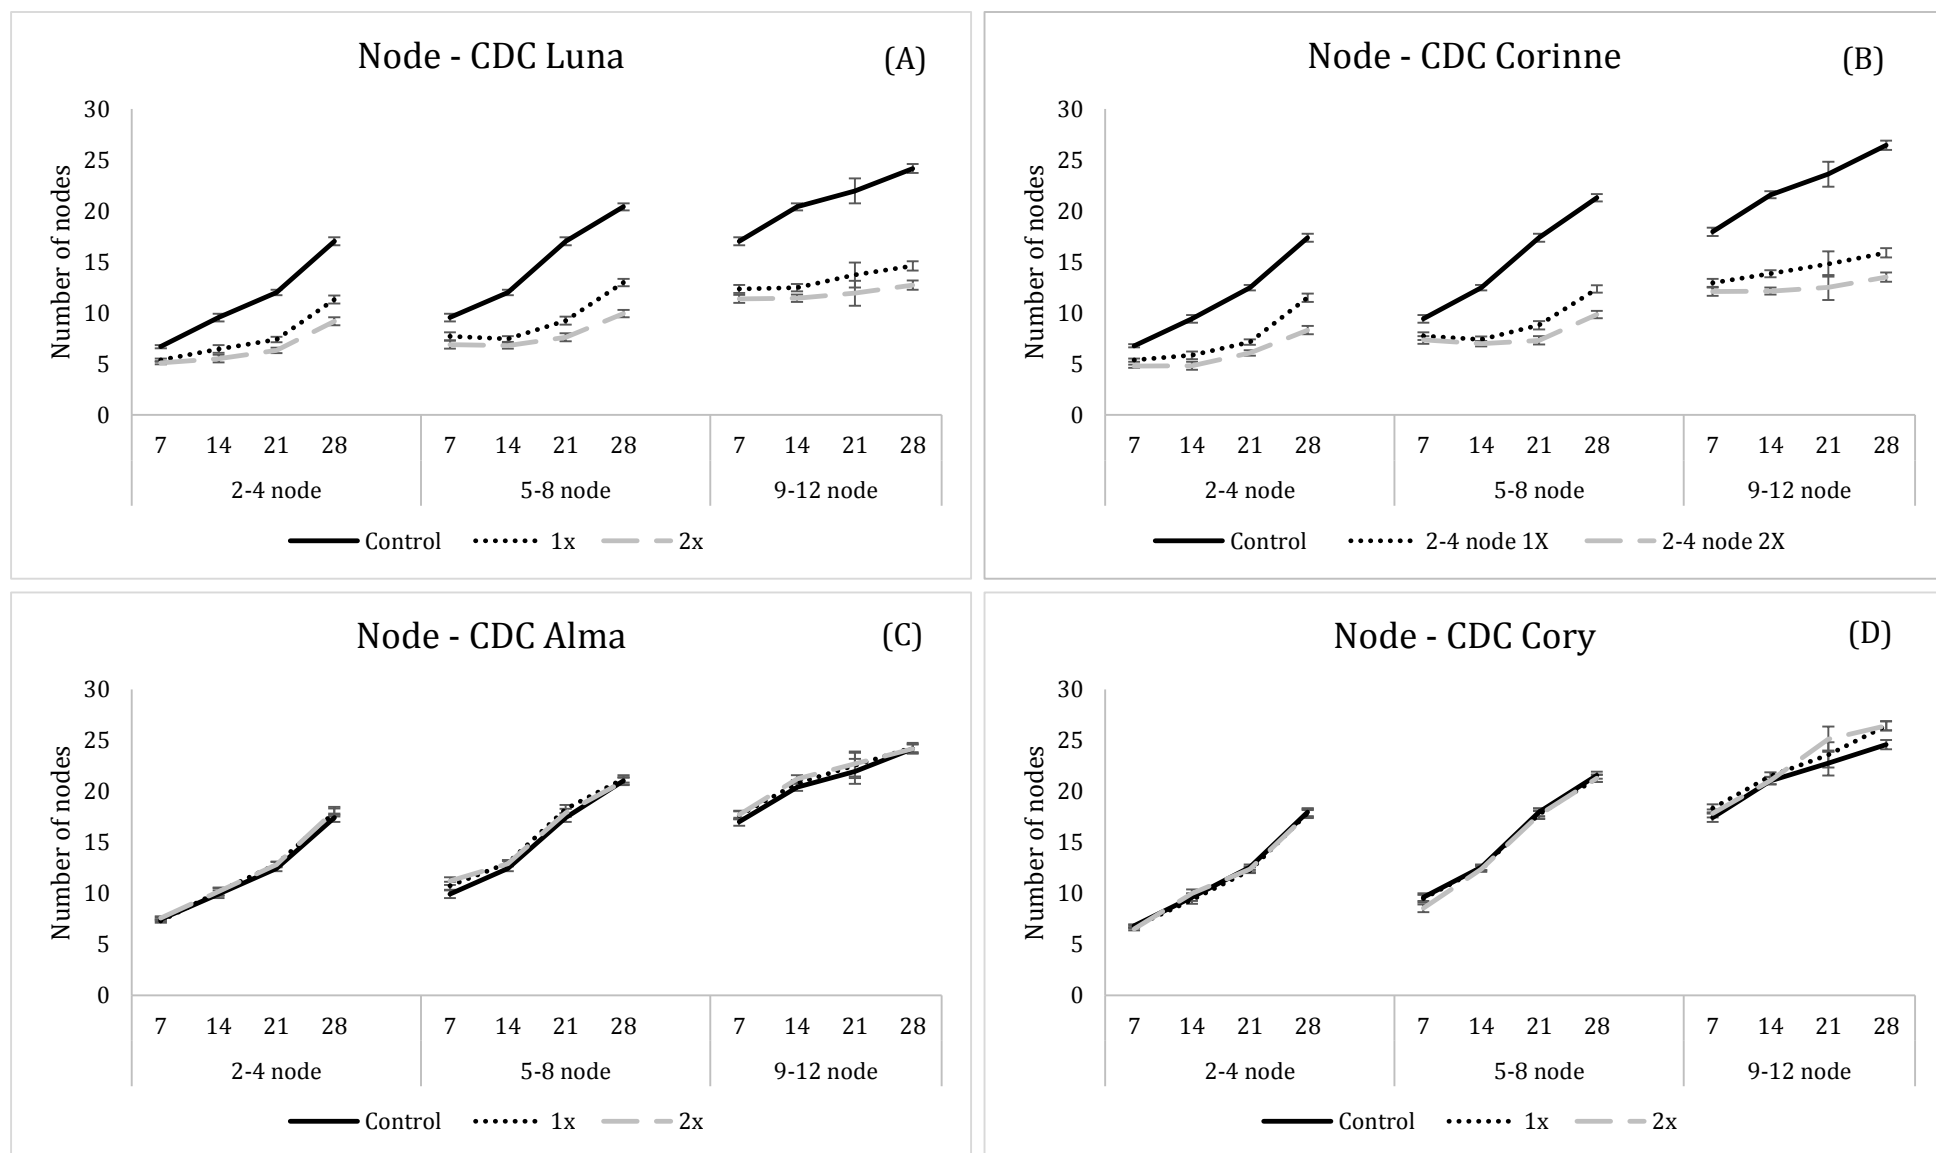 Node - CDC Luna
(A)
Number of nodes
30
25
20
15
10
5
0
7 14 21 28 7 14 21 28 7 14 21 28
2-4 node 5-8 node 9-12 node
Control 1x 2x
Node - CDC Corinne
(B)
Number of nodes
30
25
20
15
10
5
0
7 14 21 28 7 14 21 28 7 14 21 28
2-4 node 5-8 node 9-12 node
Control 2-4 node 1X 2-4 node 2X
Node - CDC Alma
(C)
Number of nodes
30
25
20
15
10
5
0
7 14 21 28 7 14 21 28 7 14 21 28
2-4 node 5-8 node 9-12 node
Control 1x 2x
Node - CDC Cory
(D)
Number of nodes
30
25
20
15
10
5
0
7 14 21 28 7 14 21 28 7 14 21 28
2-4 node 5-8 node 9-12 node
Control 1x 2x